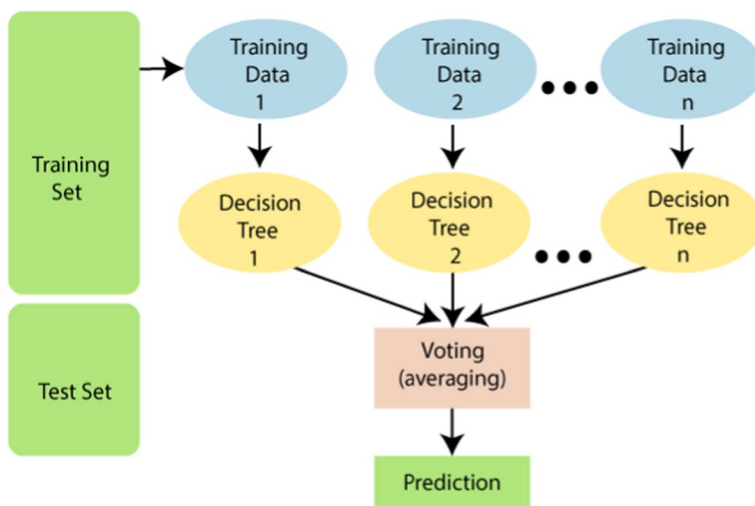 Training
Set
Training
Data
1
Training
Data
2
Training
Data
n
Decision
Tree
1
Decision
Tree
2
Decision
Tree
n
Test Set
Voting
(averaging)
Prediction